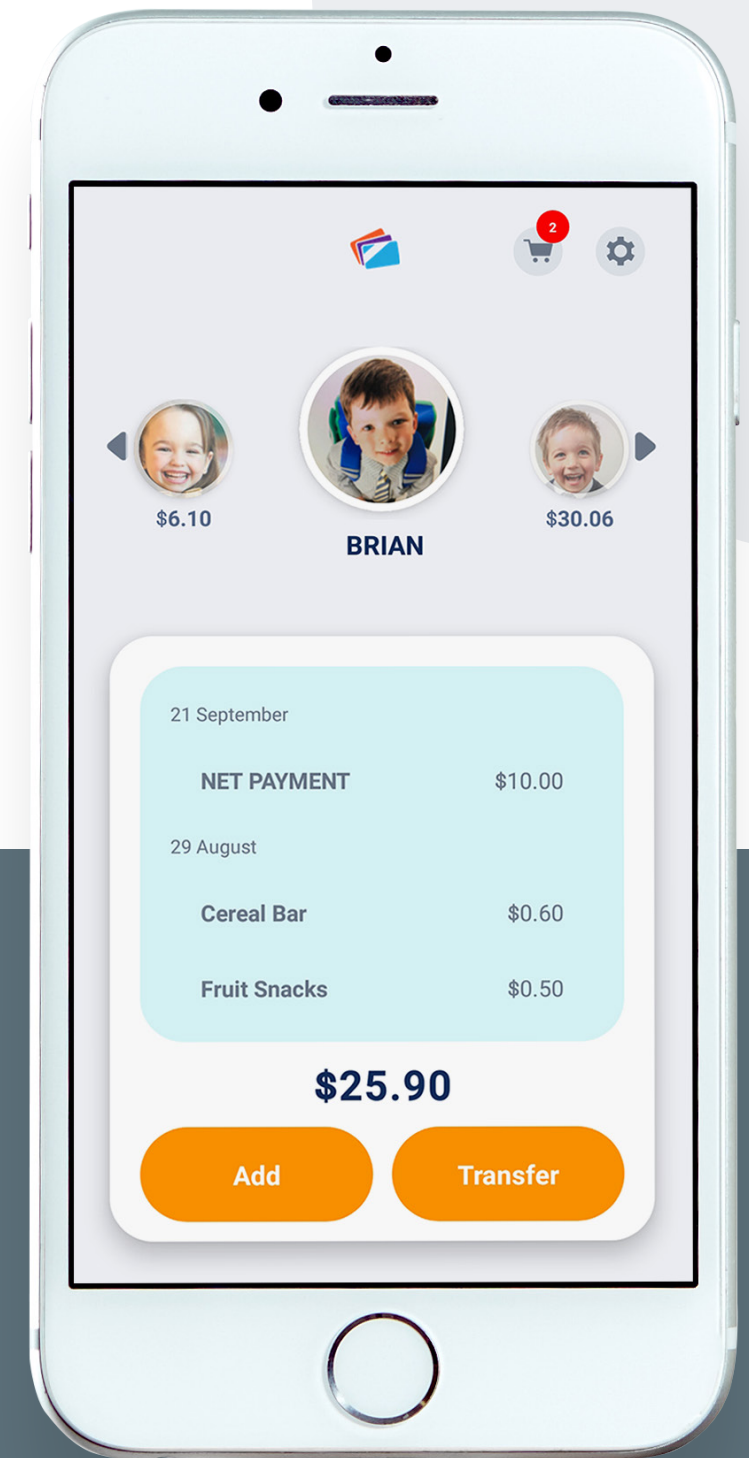 2
$6.10
BRIAN
$30.06
21 September
NET PAYMENT $10.00
29 August
Cereal Bar $0.60
Fruit Snacks $0.50
$25.90
Add Transfer